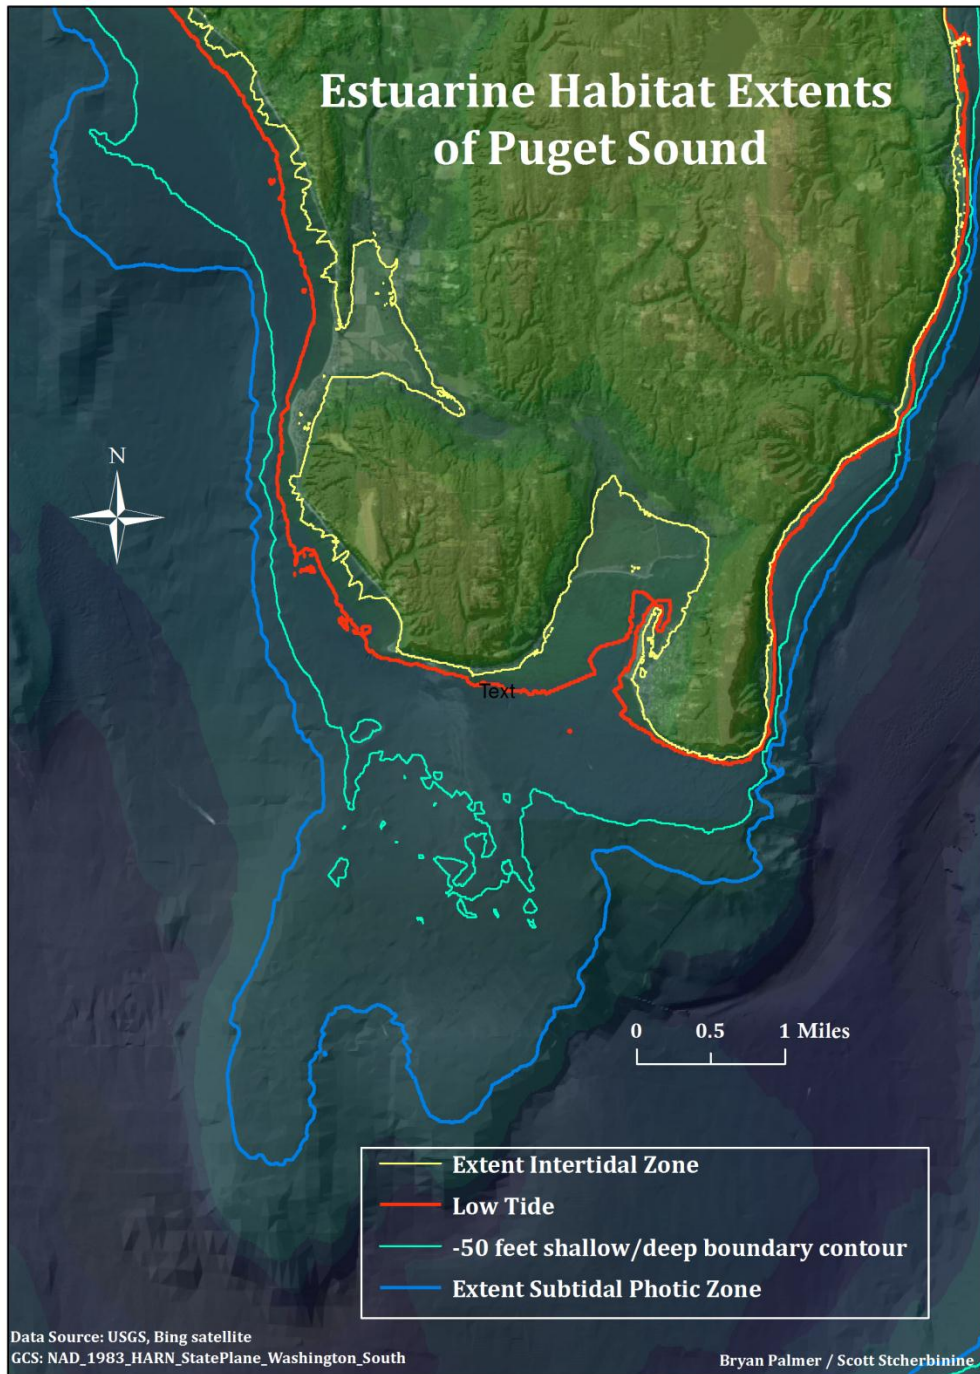 Estuarine Habitat Extents
of Puget Sound
N
Text
0 0.5 1 Miles
Extent Intertidal Zone
Low Tide
-50 feet shallow/deep boundary contour
Extent Subtidal Photic Zone
Data Source: USGS, Bing satellite
GCS: NAD_1983_HARN_StatePlane_Washington_South
Bryan Palmer / Scott Stcherbinine